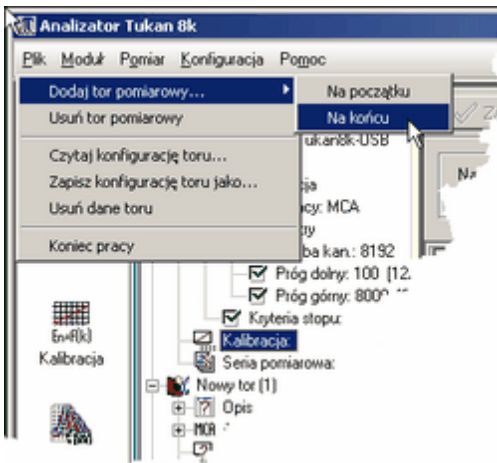 Analizator Tukan 8k
Plik Moduł Pomiar Konfiguracja Pomoc
Dodaj tor pomiarowy... Na początku
Usuń tor pomiarowy Na końcu
Czytaj konfigurację toru...
Zapisz konfigurację toru jako...
Usuń dane toru
Koniec pracy
ukan8k-USB
cja
acy: MCA
ba kan.: 8192
Próg dolny: 100 [12.
Próg górny:
Kryteria stopu:
Kalibracja:
Seria pomiarowa:
Nowy tor (1)
Opis
MCA
En=f(k)
Kalibracja